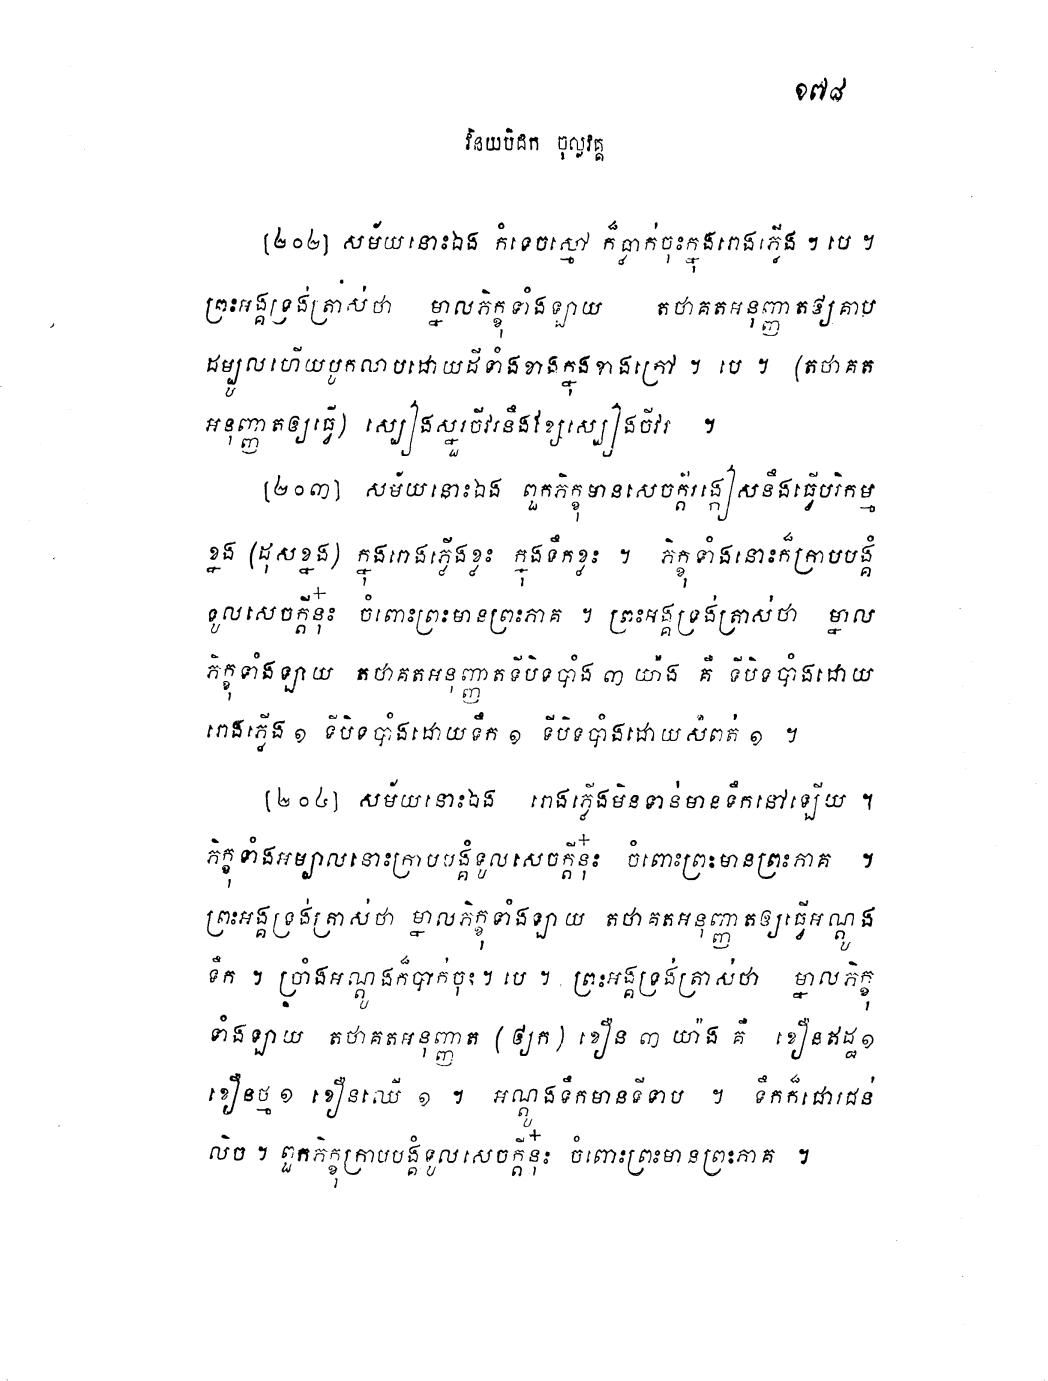 ១៧៨
វិនយបិដក ចុល្លវគ្គ
[២០២] សម័យនោះឯង កំទេចស្មៅ ក៏ធ្លាក់ចុះក្នុងរោងភ្លើង ។ បេ ។
ព្រះអង្គទ្រង់ត្រាស់ថា ម្នាលភិក្ខុទាំងឡាយ តថាគតអនុញ្ញាតឲ្យគាប
ដម្បូលហើយបូកលាបដោយដីទាំងខាងក្នុងខាងក្រៅ ។ បេ ។ (តថាគត
អនុញ្ញាតឲ្យធ្វើ) ស្បៀងស្នួរចីវរនឹងខ្សែស្បៀងចីវរ ។
[២០៣] សម័យនោះឯង ពួកភិក្ខុមានសេចក្តីរង្កៀសនឹងធ្វើបរិកម្ម
ខ្នង (ដុសខ្នង) ក្នុងរោងភ្លើងខ្លះ ក្នុងទឹកខ្លះ ។ ភិក្ខុទាំងនោះក៏ក្រាបបង្គំ
ទូលសេចក្តីនុ៎ះ ចំពោះព្រះមានព្រះភាគ ។ ព្រះអង្គទ្រង់ត្រាស់ថា ម្នាល
ភិក្ខុទាំងឡាយ តថាគតអនុញ្ញាតទីបិទបាំង ៣ យ៉ាង គឺ ទីបិទបាំងដោយ
រោងភ្លើង ១ ទីបិទបាំងដោយទឹក ១ ទីបិទបាំងដោយសំពត់ ១ ។
[២០៤] សម័យនោះឯង រោងភ្លើងមិនទាន់មានទឹកនៅឡើយ ។
ភិក្ខុទាំងអម្បាលនោះក្រាបបង្គំទូលសេចក្តីនុ៎ះ ចំពោះព្រះមានព្រះភាគ ។
ព្រះអង្គទ្រង់ត្រាស់ថា ម្នាលភិក្ខុទាំងឡាយ តថាគតអនុញ្ញាតឲ្យធ្វើអណ្តូង
ទឹក ។ ច្រាំងអណ្តូងក៏បាក់ចុះ ។ បេ ។ ព្រះអង្គទ្រង់ត្រាស់ថា ម្នាលភិក្ខុ
ទាំងឡាយ តថាគតអនុញ្ញាត (ឲ្យក) ខឿន ៣ យ៉ាង គឺ ខឿនឥដ្ឋ១
ខឿនថ្ម ១ ខឿនឈើ ១ ។ អណ្តូងទឹកមានទីទាប ។ ទឹកក៏ជោរជន់
លិច ។ ពួកភិក្ខុក្រាបបង្គំទូលសេចក្តីនុ៎ះ ចំពោះព្រះមានព្រះភាគ ។